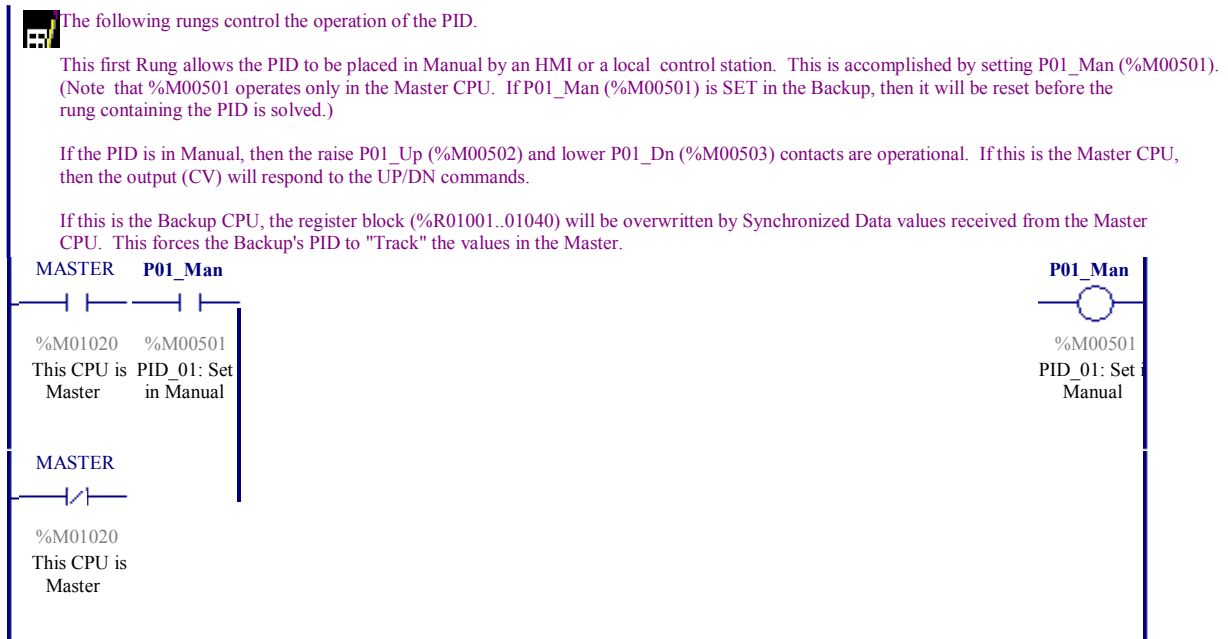 The following rungs control the operation of the PID.
This first Rung allows the PID to be placed in Manual by an HMI or a local control station. This is accomplished by setting P01_Man (%M00501).
(Note that %M00501 operates only in the Master CPU. If P01_Man (%M00501) is SET in the Backup, then it will be reset before the
rung containing the PID is solved.)
If the PID is in Manual, then the raise P01_Up (%M00502) and lower P01_Dn (%M00503) contacts are operational. If this is the Master CPU,
then the output (CV) will respond to the UP/DN commands.
If this is the Backup CPU, the register block (%R01001..01040) will be overwritten by Synchronized Data values received from the Master
CPU. This forces the Backup's PID to "Track" the values in the Master.
MASTER P01_Man P01_Man
%M01020 %M00501 %M00501
This CPU is PID_01: Set PID_01: Set i
Master in Manual Manual
MASTER
%M01020
This CPU is
Master